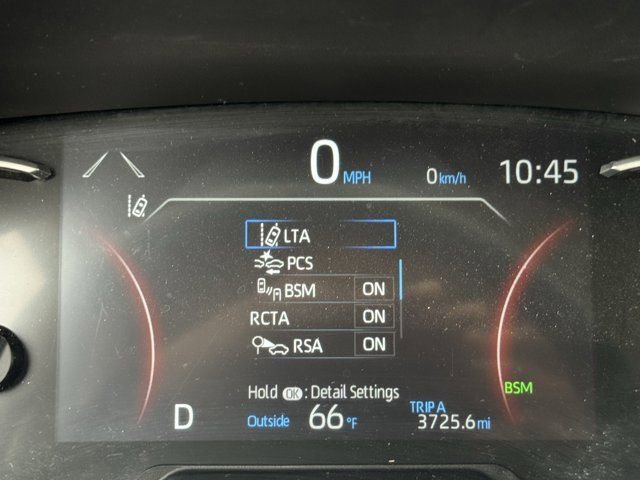 0 MPH 0 km/h 10:45
LTA
PCS
BSM ON
RCTA ON
RSA ON
Hold OK : Detail Settings
BSM
D Outside 66 °F TRIP A
3725.6 mi